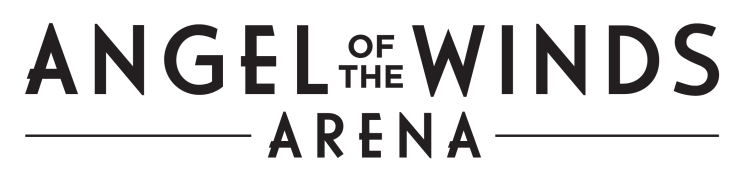 ANGEL OF THE WINDS
ARENA